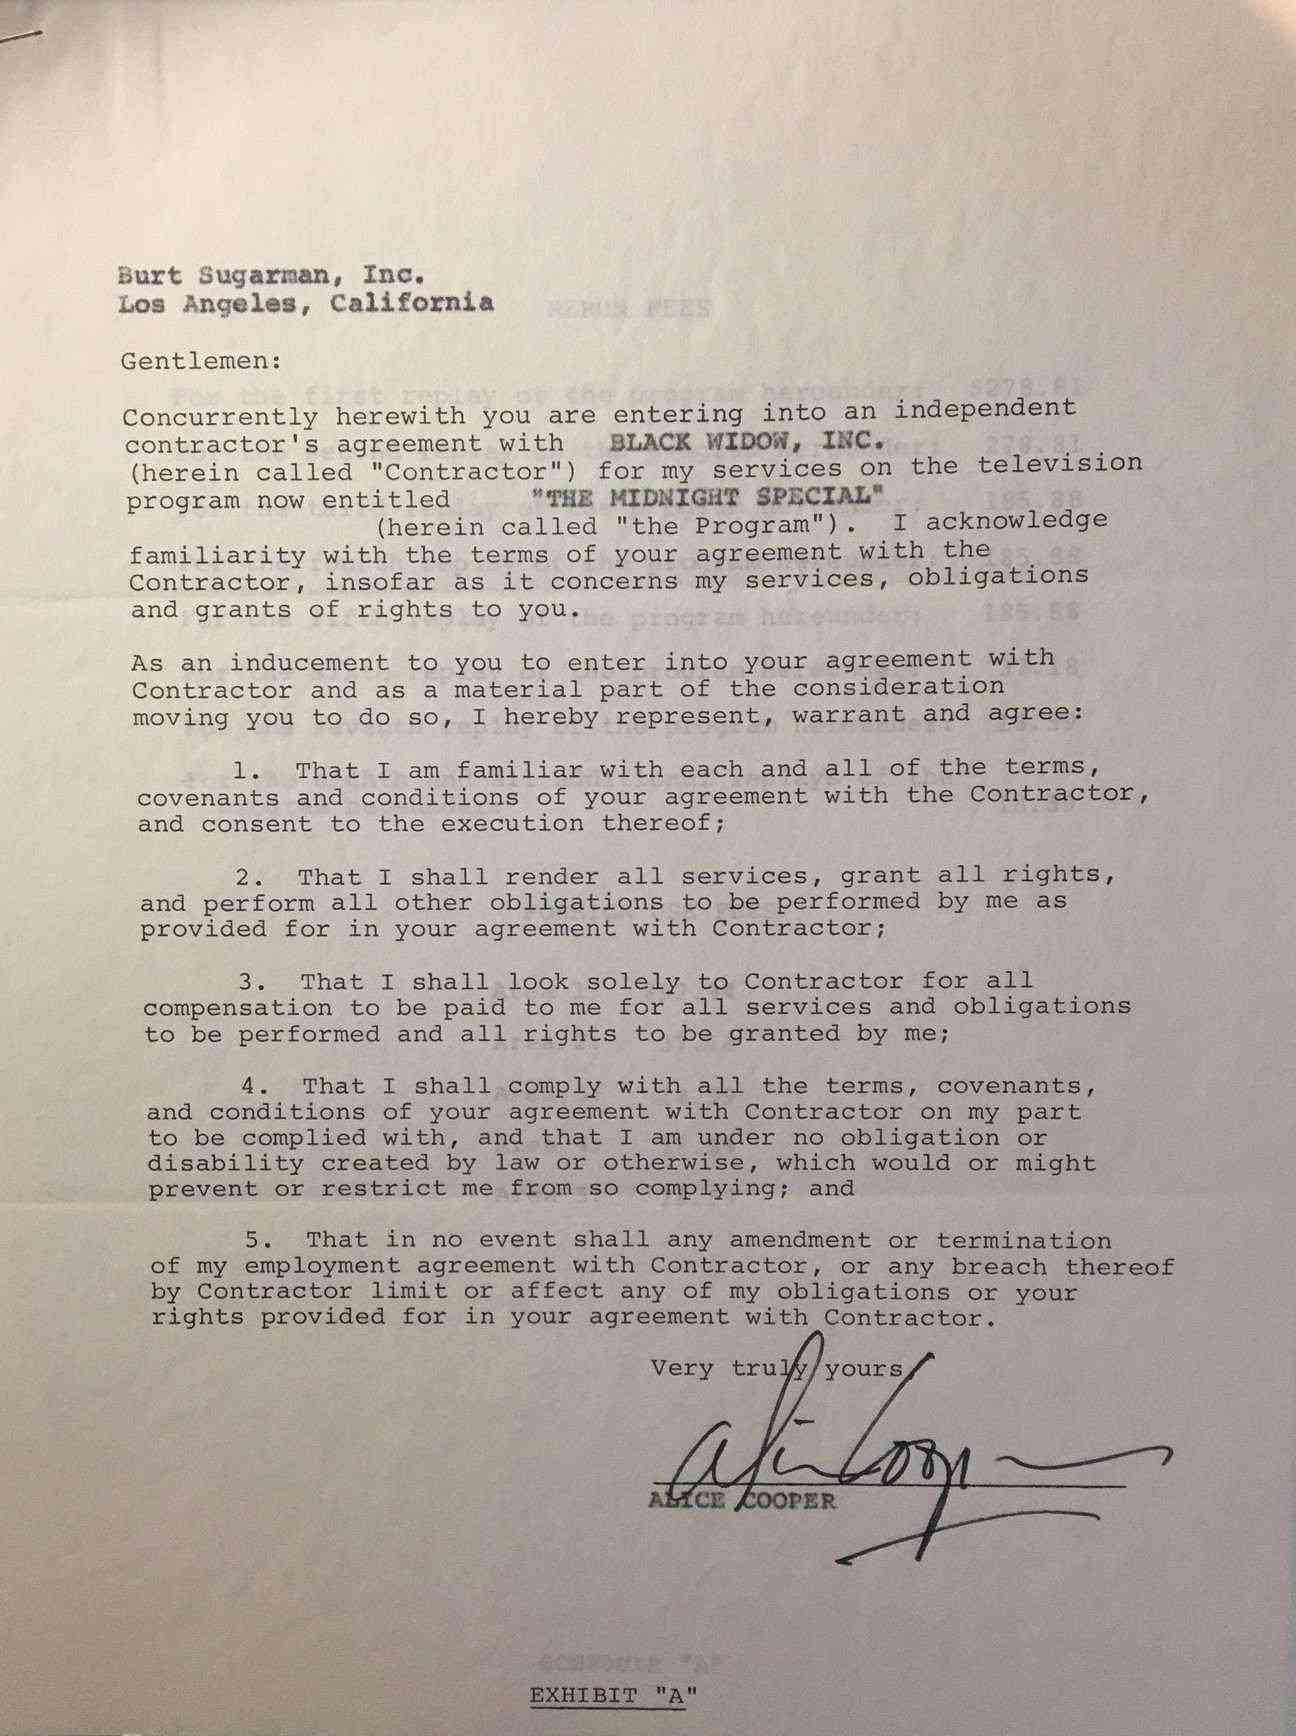 Burt Sugarman, Inc.
Los Angeles, California
RERUN FEES
Gentlemen:
Concurrently herewith you are entering into an independent
contractor's agreement with BLACK WIDOW, INC.
(herein called "Contractor") for my services on the television
program now entitled "THE MIDNIGHT SPECIAL"
(herein called "the Program"). I acknowledge
familiarity with the terms of your agreement with the
Contractor, insofar as it concerns my services, obligations
and grants of rights to you.
As an inducement to you to enter into your agreement with
Contractor and as a material part of the consideration
moving you to do so, I hereby represent, warrant and agree:
1. That I am familiar with each and all of the terms,
covenants and conditions of your agreement with the Contractor,
and consent to the execution thereof;
2. That I shall render all services, grant all rights,
and perform all other obligations to be performed by me as
provided for in your agreement with Contractor;
3. That I shall look solely to Contractor for all
compensation to be paid to me for all services and obligations
to be performed and all rights to be granted by me;
4. That I shall comply with all the terms, covenants,
and conditions of your agreement with Contractor on my part
to be complied with, and that I am under no obligation or
disability created by law or otherwise, which would or might
prevent or restrict me from so complying; and
5. That in no event shall any amendment or termination
of my employment agreement with Contractor, or any breach thereof
by Contractor limit or affect any of my obligations or your
rights provided for in your agreement with Contractor.
Very truly yours,
Alice Cooper
ALICE COOPER
EXHIBIT "A"